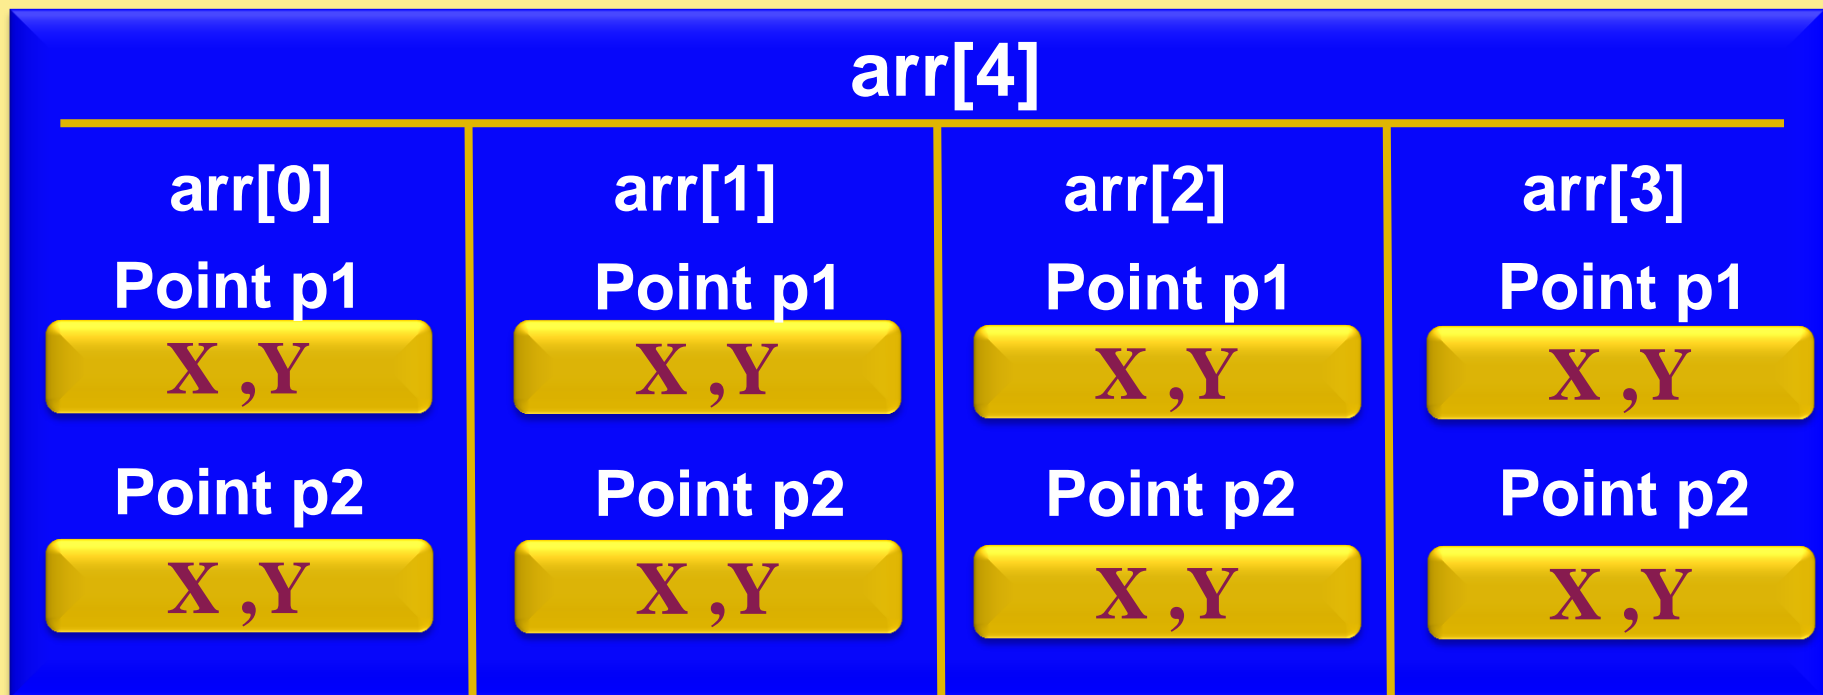 arr[4]
arr[0] arr[1] arr[2] arr[3]
Point p1 Point p1 Point p1 Point p1
X ,Y X ,Y X ,Y X ,Y
Point p2 Point p2 Point p2 Point p2
X ,Y X ,Y X ,Y X ,Y